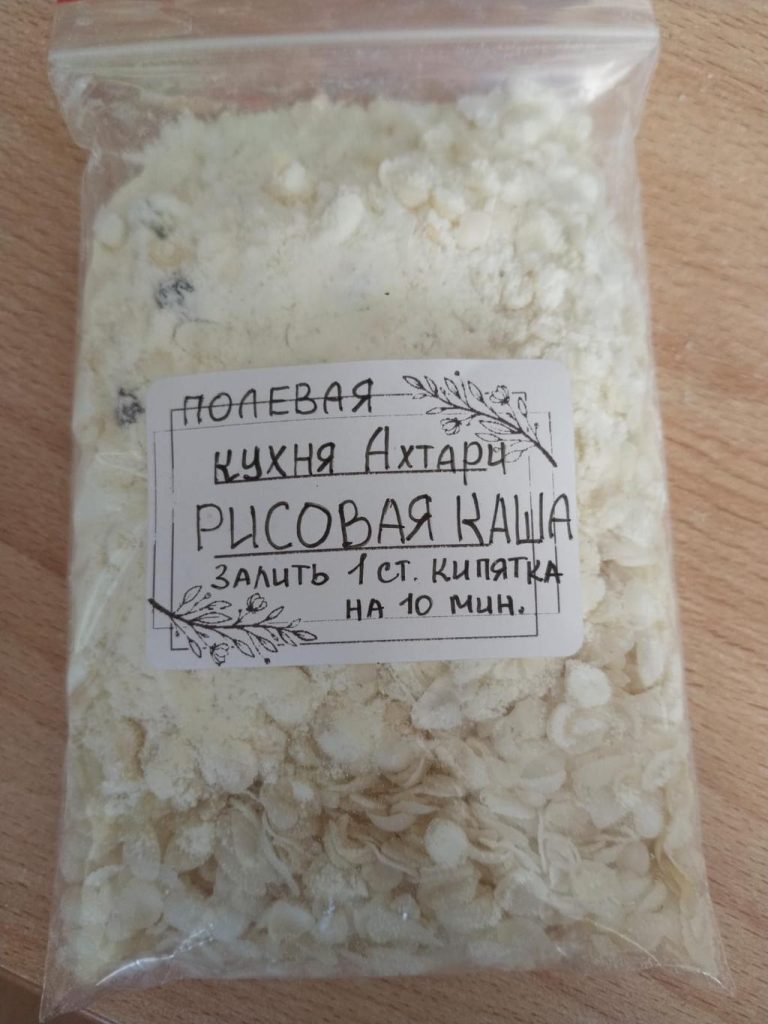 ПОЛЕВАЯ
КУХНЯ Ахтари
РИСОВАЯ КАША
ЗАЛИТЬ 1 СТ. КИПЯТКА
НА 10 МИН.